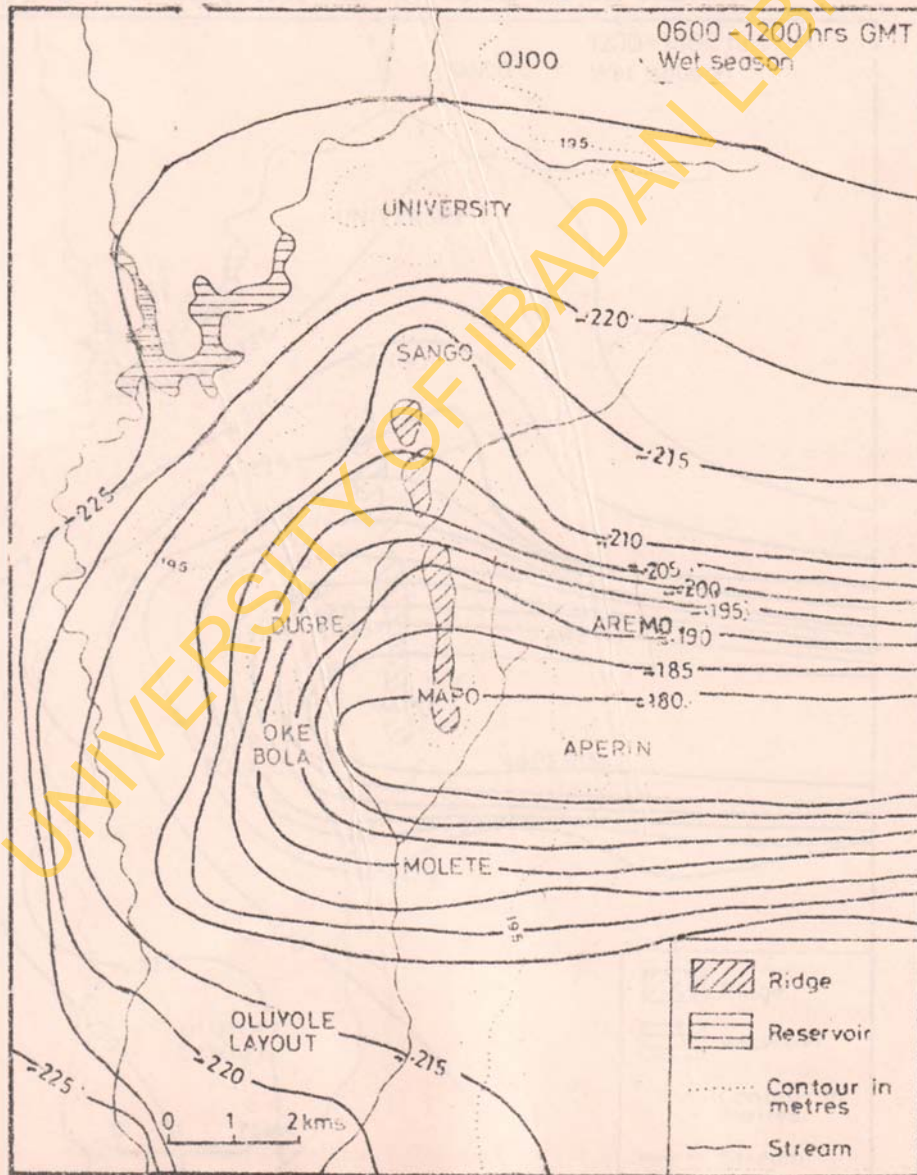 0600 - 1200 hrs GMT
Wet season
195
UNIVERSITY
-220
SANGO
-215
-225
-210
195
-205
-200
-195
DUGBE
AREMO
-190
-185
MAPO
-180
OKE
BOLA
APERIN
MOLETE
195
Ridge
OLUYOLE
LAYOUT
Reservoir
-215
-220
-225
Contour in
metres
0 1 2 kms
Stream
UNIVERSITY OF IBADAN